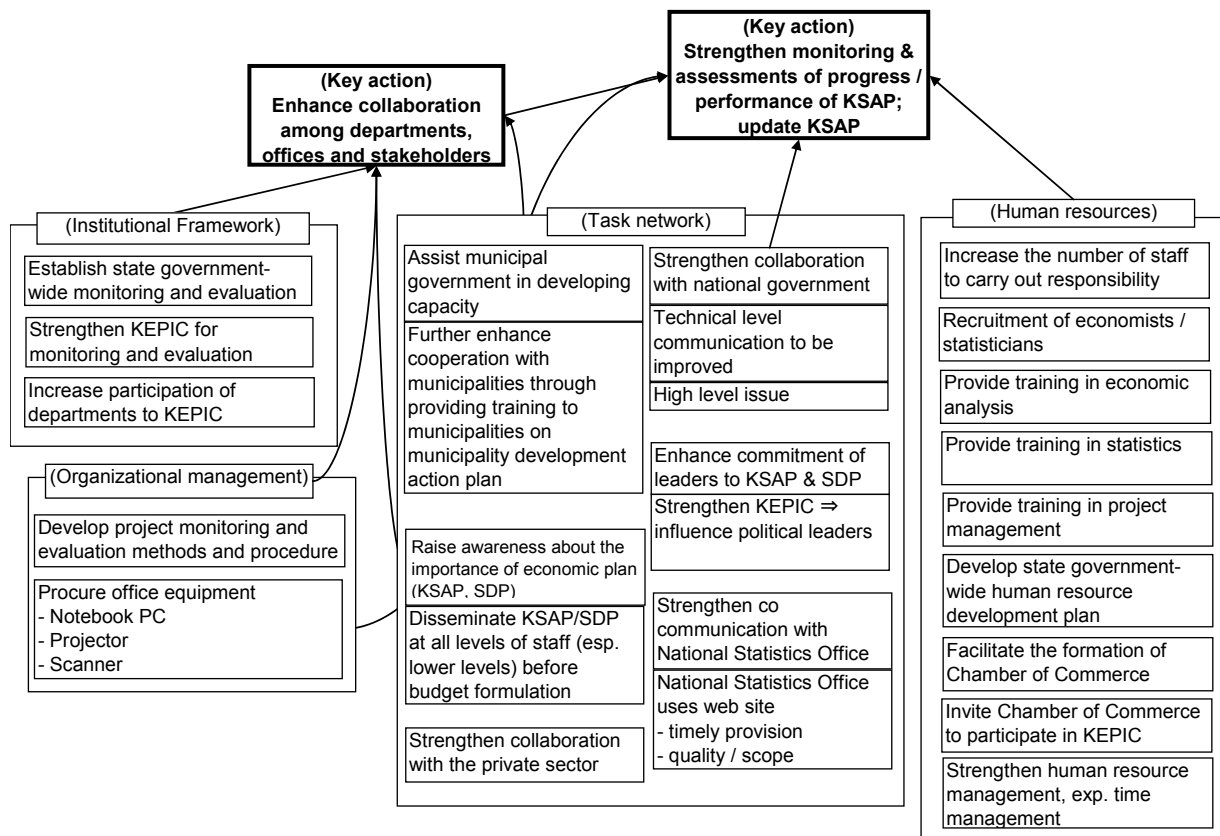 (Key action)
Strengthen monitoring &
assessments of progress /
performance of KSAP;
update KSAP
(Key action)
Enhance collaboration
among departments,
offices and stakeholders
(Institutional Framework)
Establish state government-
wide monitoring and evaluation
Strengthen KEPIC for
monitoring and evaluation
Increase participation of
departments to KEPIC
(Organizational management)
Develop project monitoring and
evaluation methods and procedure
Procure office equipment
- Notebook PC
- Projector
- Scanner
(Task network)
Assist municipal
government in developing
capacity
Further enhance
cooperation with
municipalities through
providing training to
municipalities on
municipality development
action plan
Raise awareness about the
importance of economic plan
(KSAP, SDP)
Disseminate KSAP/SDP
at all levels of staff (esp.
lower levels) before
budget formulation
Strengthen collaboration
with the private sector
Strengthen collaboration
with national government
Technical level
communication to be
improved
High level issue
Enhance commitment of
leaders to KSAP & SDP
Strengthen KEPIC ⇒
influence political leaders
Strengthen co
communication with
National Statistics Office
National Statistics Office
uses web site
- timely provision
- quality / scope
(Human resources)
Increase the number of staff
to carry out responsibility
Recruitment of economists /
statisticians
Provide training in economic
analysis
Provide training in statistics
Provide training in project
management
Develop state government-
wide human resource
development plan
Facilitate the formation of
Chamber of Commerce
Invite Chamber of Commerce
to participate in KEPIC
Strengthen human resource
management, exp. time
management